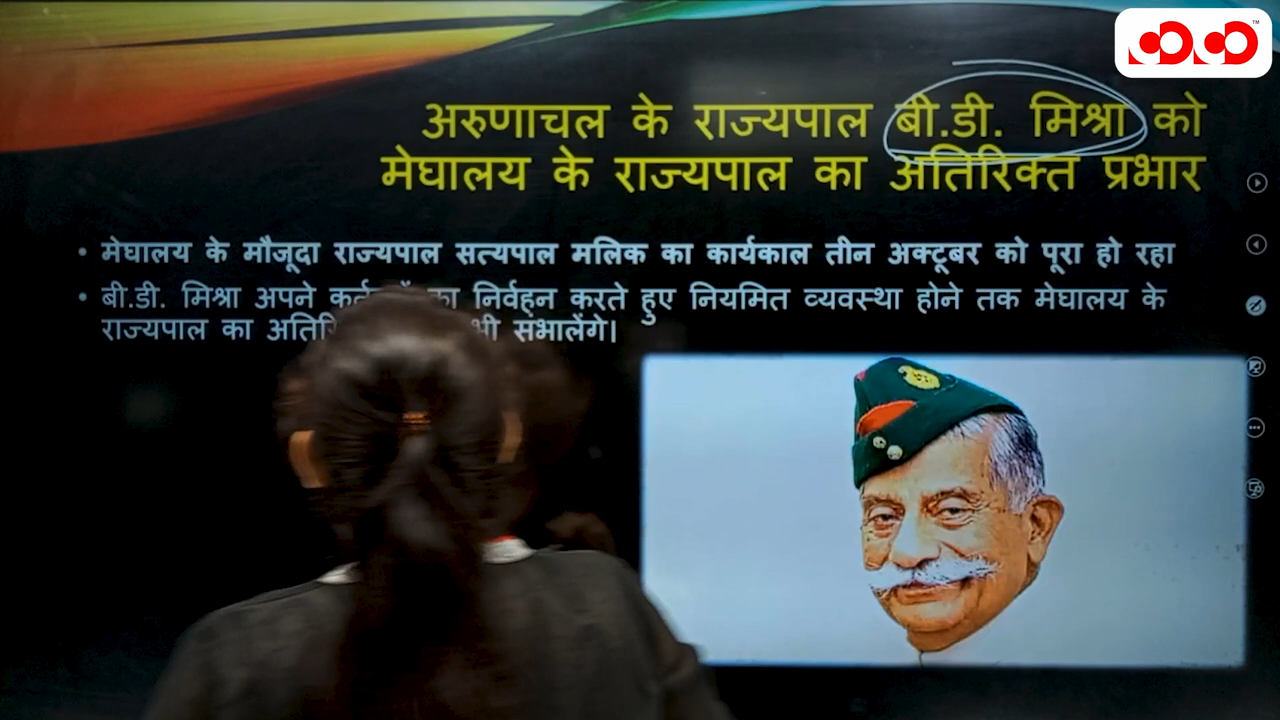 अरुणाचल के राज्यपाल बी.डी. मिश्रा को
मेघालय के राज्यपाल का अतिरिक्त प्रभार
• मेघालय के मौजूदा राज्यपाल सत्यपाल मलिक का कार्यकाल तीन अक्टूबर को पूरा हो रहा
• बी.डी. मिश्रा अपने का निर्वहन करते हुए नियमित व्यवस्था होने तक मेघालय के
राज्यपाल का भी संभालेंगे।